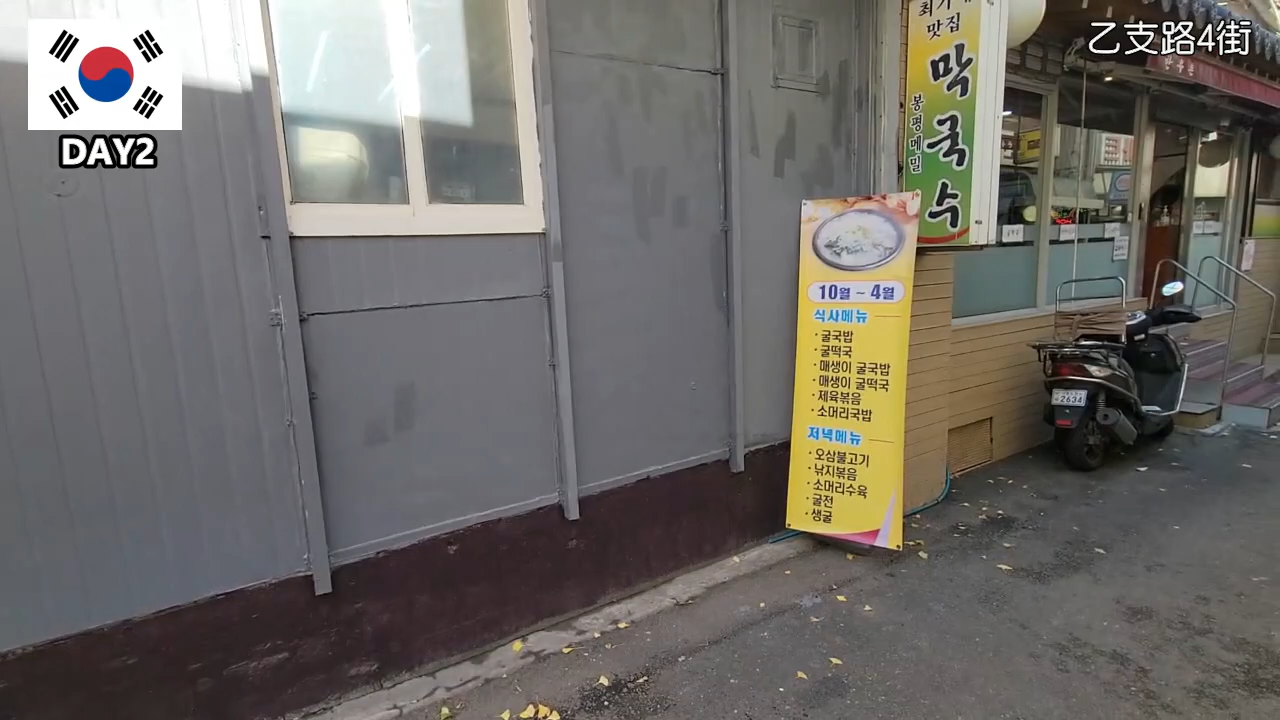 DAY2
乙支路4街
맛집
막국수
봉평메밀
10월 ~ 4월
식사메뉴
· 굴국밥
· 굴떡국
· 매생이 굴국밥
· 매생이 굴떡국
· 제육볶음
· 소머리국밥
저녁메뉴
· 오삼불고기
· 낚지볶음
· 소머리수육
· 굴전
· 생굴
2634